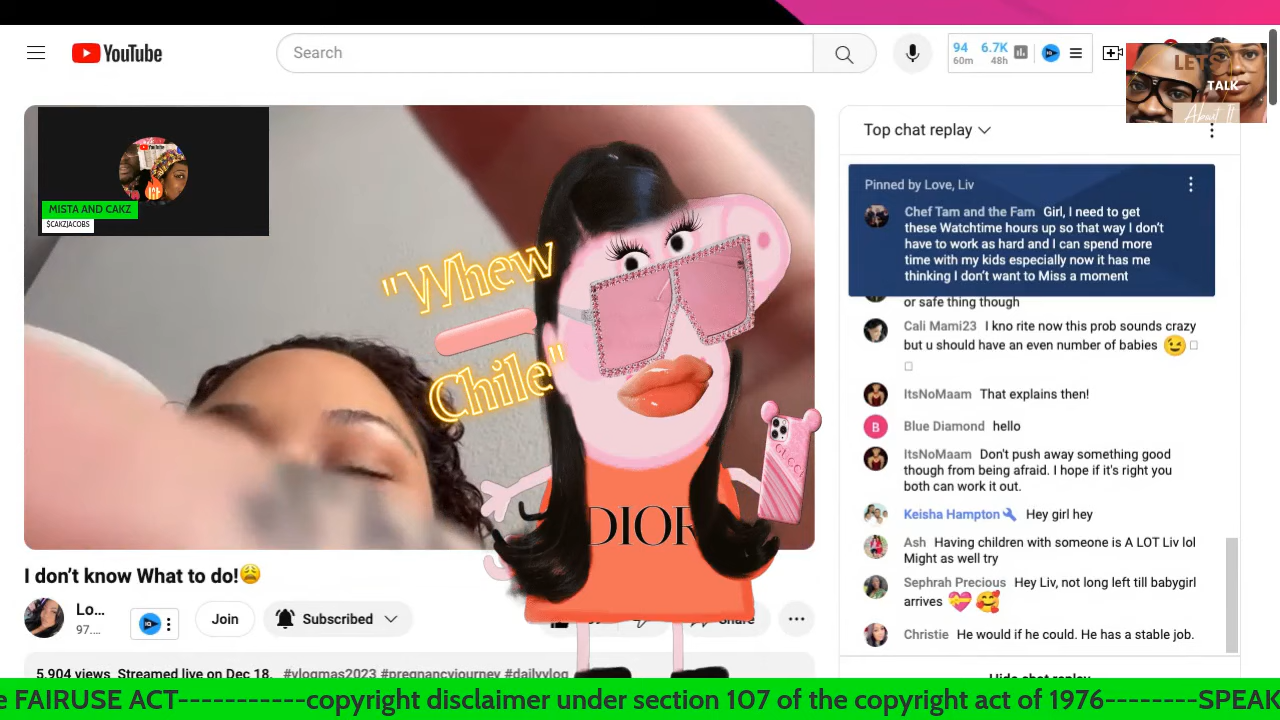 YouTube
Search
94 6.7K
60m 48h
LETS
TALK
About It
MISTA AND CAKZ
$CAKZJACOBS
"Whew
Chile"
DIOR
GUCCI
I don't know What to do!😩
Lo...
97....
Join
Subscribed
Share
5,904 views Streamed live on Dec 18, #vlogmas2023 #pregnancyjourney #dailyvlog
Top chat replay
Pinned by Love, Liv
Chef Tam and the Fam Girl, I need to get
these Watchtime hours up so that way I don't
have to work as hard and I can spend more
time with my kids especially now it has me
thinking I don't want to Miss a moment
or safe thing though
Cali Mami23 I kno rite now this prob sounds crazy
but u should have an even number of babies 😉
ItsNoMaam That explains then!
B Blue Diamond hello
ItsNoMaam Don't push away something good
though from being afraid. I hope if it's right you
both can work it out.
Keisha Hampton Hey girl hey
Ash Having children with someone is A LOT Liv lol
Might as well try
Sephrah Precious Hey Liv, not long left till babygirl
arrives 💝🥰
Christie He would if he could. He has a stable job.
Hide chat replay
e FAIRUSE ACT-----------copyright disclaimer under section 107 of the copyright act of 1976--------SPEAK